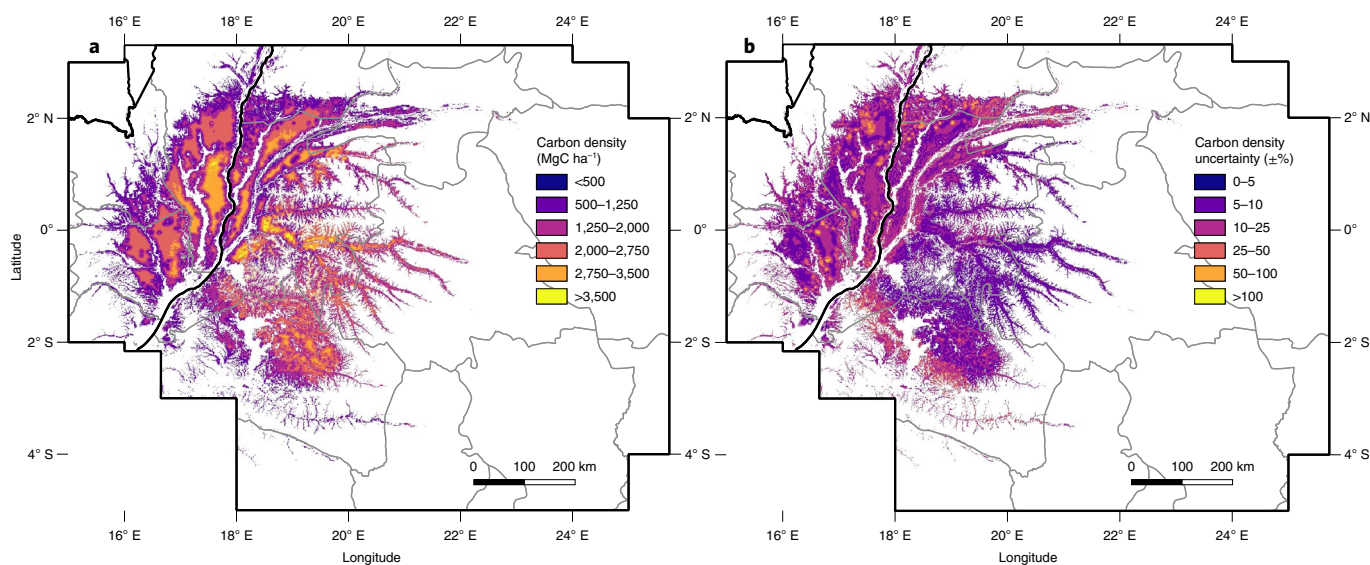 a
16° E 18° E 20° E 22° E 24° E
2° N
0°
2° S
4° S
Latitude
Carbon density
(MgC ha⁻¹)
<500
500–1,250
1,250–2,000
2,000–2,750
2,750–3,500
>3,500
0 100 200 km
16° E 18° E 20° E 22° E 24° E
Longitude
b
16° E 18° E 20° E 22° E 24° E
Carbon density
uncertainty (±%)
0–5
5–10
10–25
25–50
50–100
>100
2° N
0°
2° S
4° S
0 100 200 km
16° E 18° E 20° E 22° E 24° E
Longitude